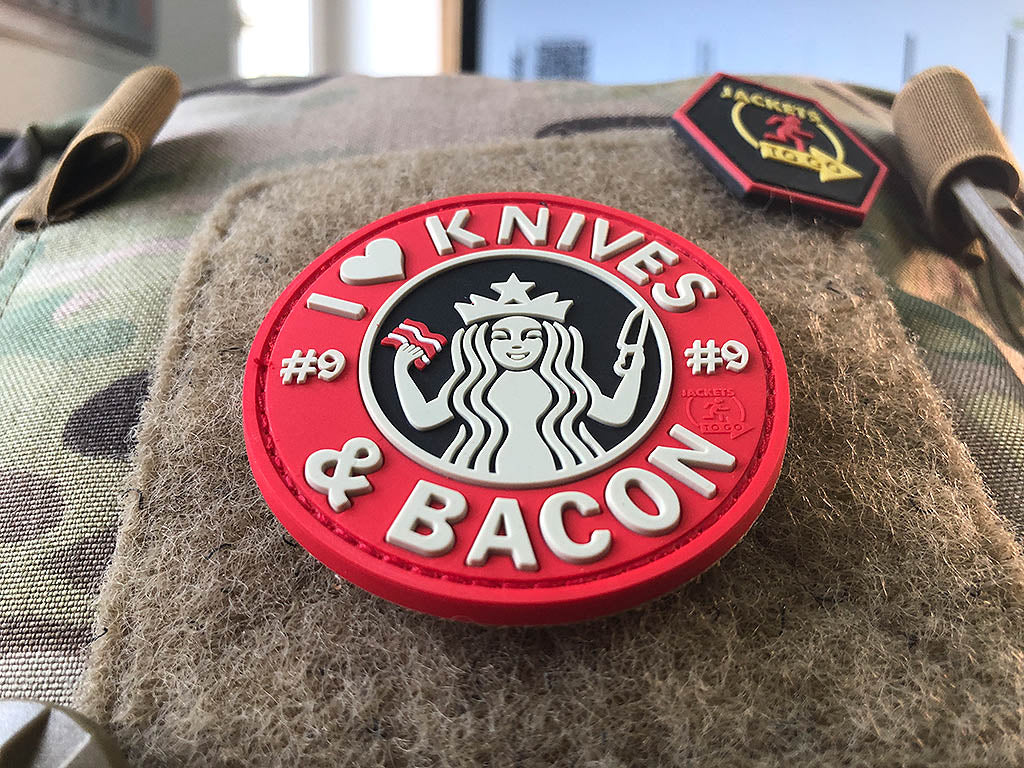 I ♥ KNIVES
#9 #9
& BACON
JACKETS
TO GO
JACKETS
TO GO